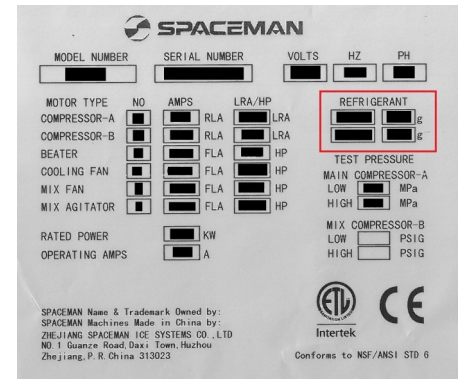 SPACEMAN
MODEL NUMBER SERIAL NUMBER VOLTS HZ PH
MOTOR TYPE NO AMPS LRA/HP REFRIGERANT
COMPRESSOR-A RLA LRA g
COMPRESSOR-B RLA LRA g
BEATER FLA HP
TEST PRESSURE
COOLING FAN FLA HP
MAIN COMPRESSOR-A
MIX FAN FLA HP LOW MPa
MIX AGITATOR FLA HP HIGH MPa
MIX COMPRESSOR-B
RATED POWER KW LOW PSIG
OPERATING AMPS A HIGH PSIG
SPACEMAN Name & Trademark Owned by:
SPACEMAN Machines Made in China by:
ZHEJIANG SPACEMAN ICE SYSTEMS CO., LTD
NO.1 Guanze Road, Daxi Town, Huzhou
Zhejiang, P.R. China 313023
ETL CE
Intertek
Conforms to NSF/ANSI STD 6